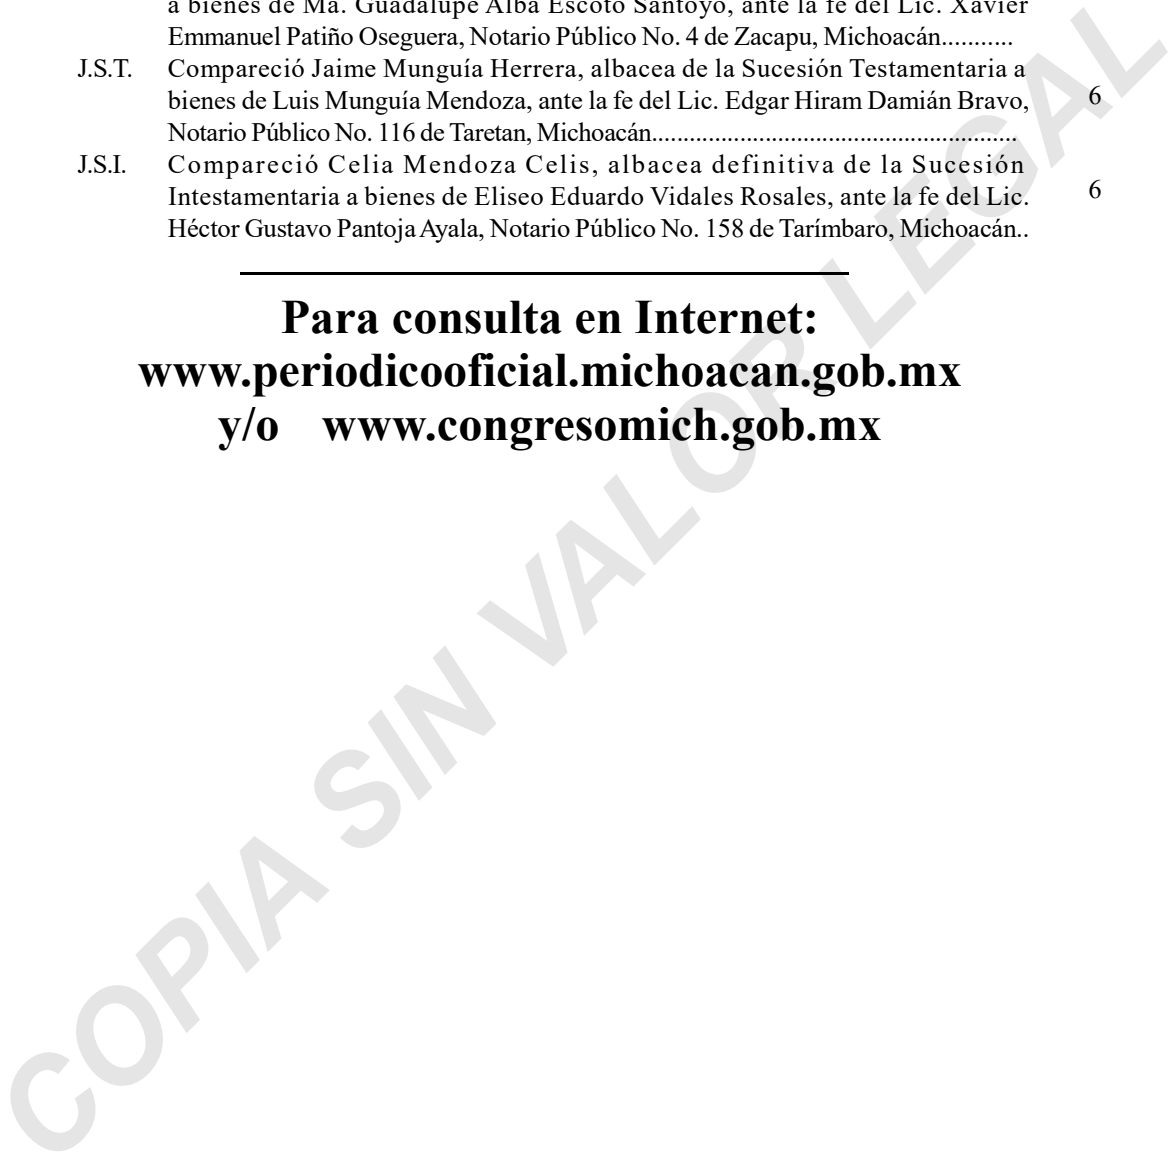 a bienes de Ma. Guadalupe Alba Escoto Santoyo, ante la fe del Lic. Xavier
Emmanuel Patiño Oseguera, Notario Público No. 4 de Zacapu, Michoacán...........
J.S.T. Compareció Jaime Munguía Herrera, albacea de la Sucesión Testamentaria a
bienes de Luis Munguía Mendoza, ante la fe del Lic. Edgar Hiram Damián Bravo, 6
Notario Público No. 116 de Taretan, Michoacán..........................................................
J.S.I. Compareció Celia Mendoza Celis, albacea definitiva de la Sucesión
Intestamentaria a bienes de Eliseo Eduardo Vidales Rosales, ante la fe del Lic. 6
Héctor Gustavo Pantoja Ayala, Notario Público No. 158 de Tarímbaro, Michoacán..
Para consulta en Internet:
www.periodicooficial.michoacan.gob.mx
y/o www.congresomich.gob.mx
COPIA SIN VALOR LEGAL